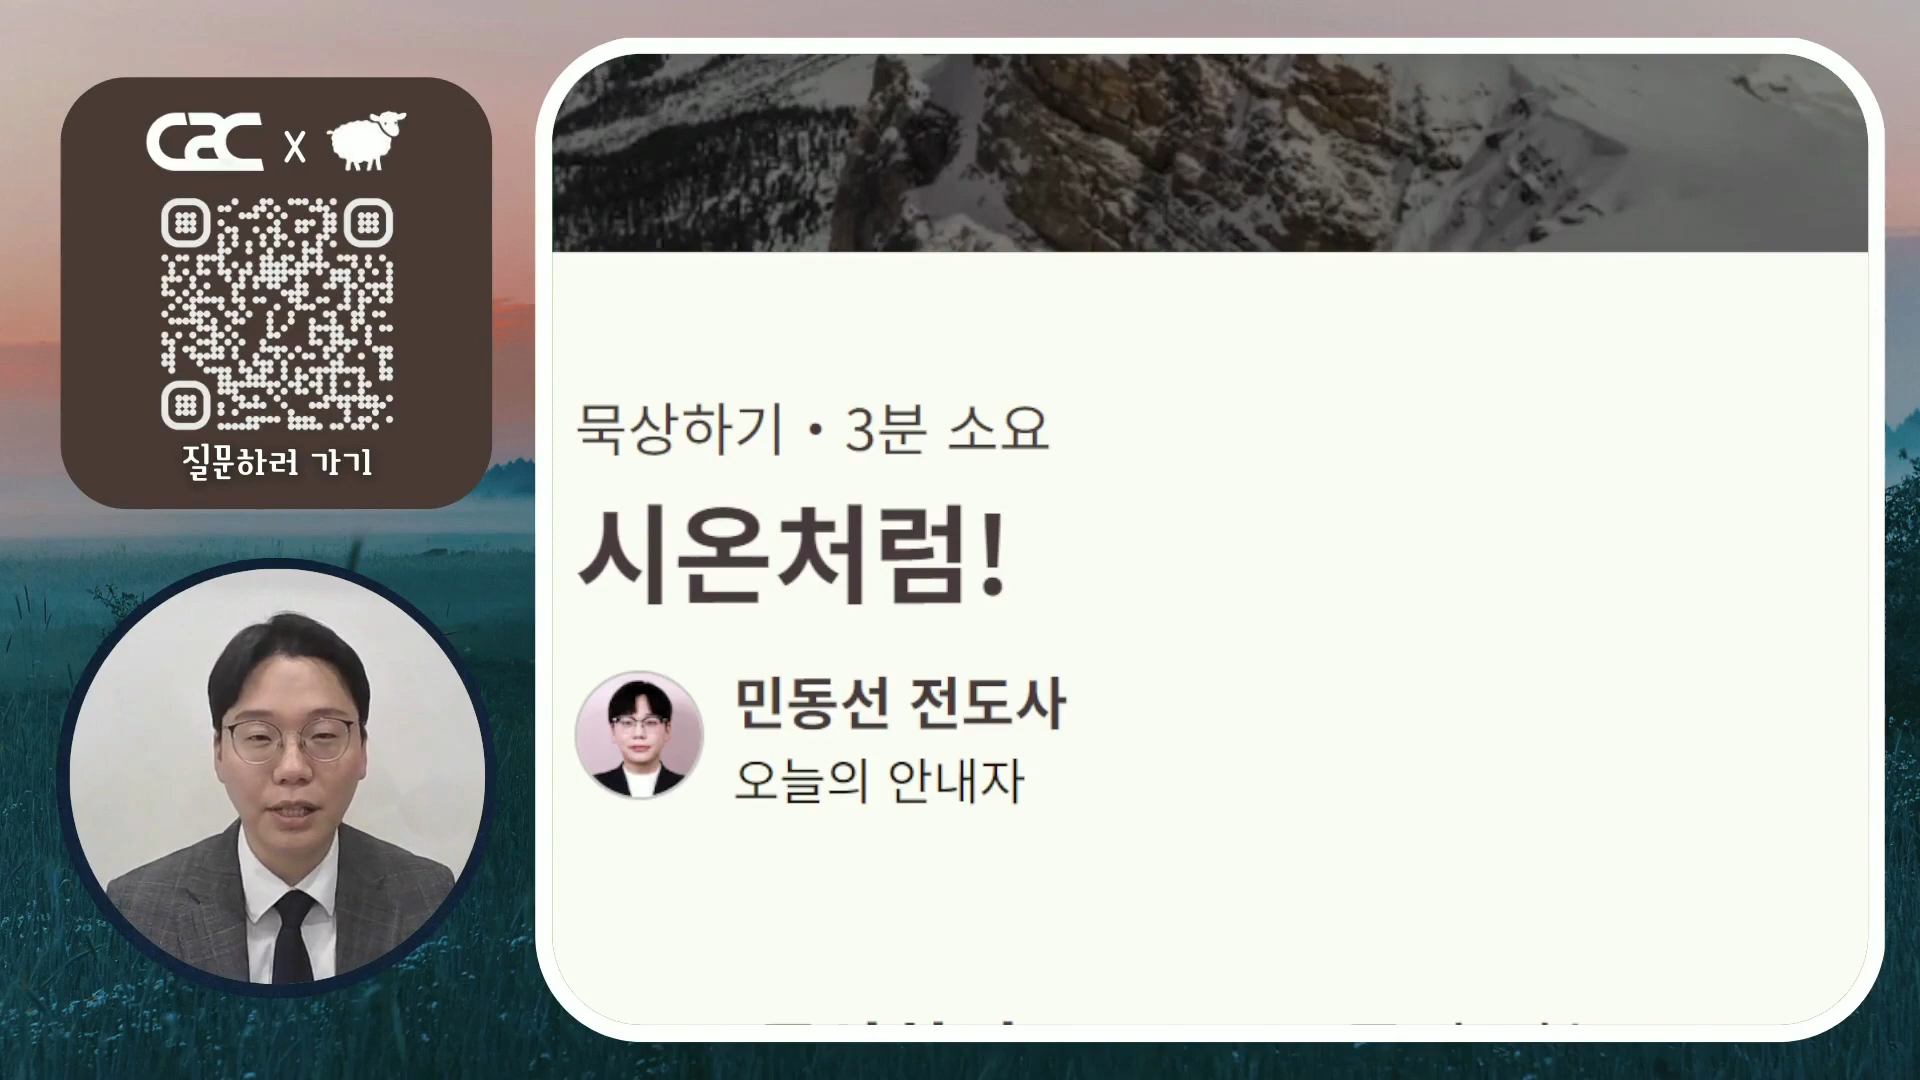 cac x
질문하러 가기
묵상하기 • 3분 소요
시온처럼!
민동선 전도사
오늘의 안내자